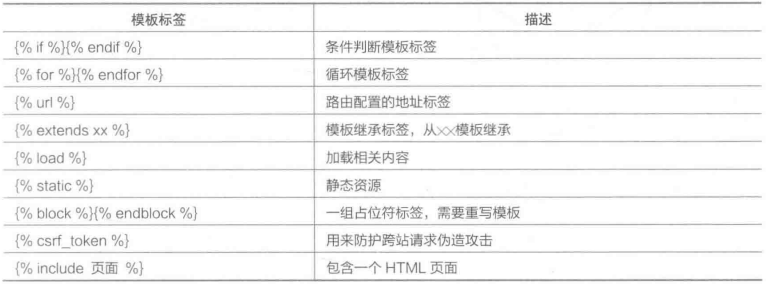 模板标签 描述
{% if %}{% endif %} 条件判断模板标签
{% for %}{% endfor %} 循环模板标签
{% url %} 路由配置的地址标签
{% extends xx %} 模板继承标签，从××模板继承
{% load %} 加载相关内容
{% static %} 静态资源
{% block %}{% endblock %} 一组占位符标签，需要重写模板
{% csrf_token %} 用来防护跨站请求伪造攻击
{% include 页面 %} 包含一个 HTML 页面